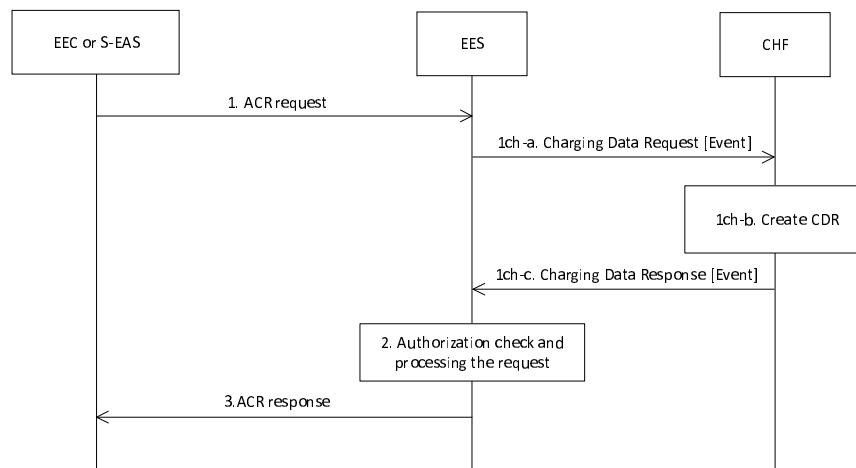 EEC or S-EAS
EES
CHF
1. ACR request
1ch-a. Charging Data Request [Event]
1ch-b. Create CDR
1ch-c. Charging Data Response [Event]
2. Authorization check and
processing the request
3.ACR response